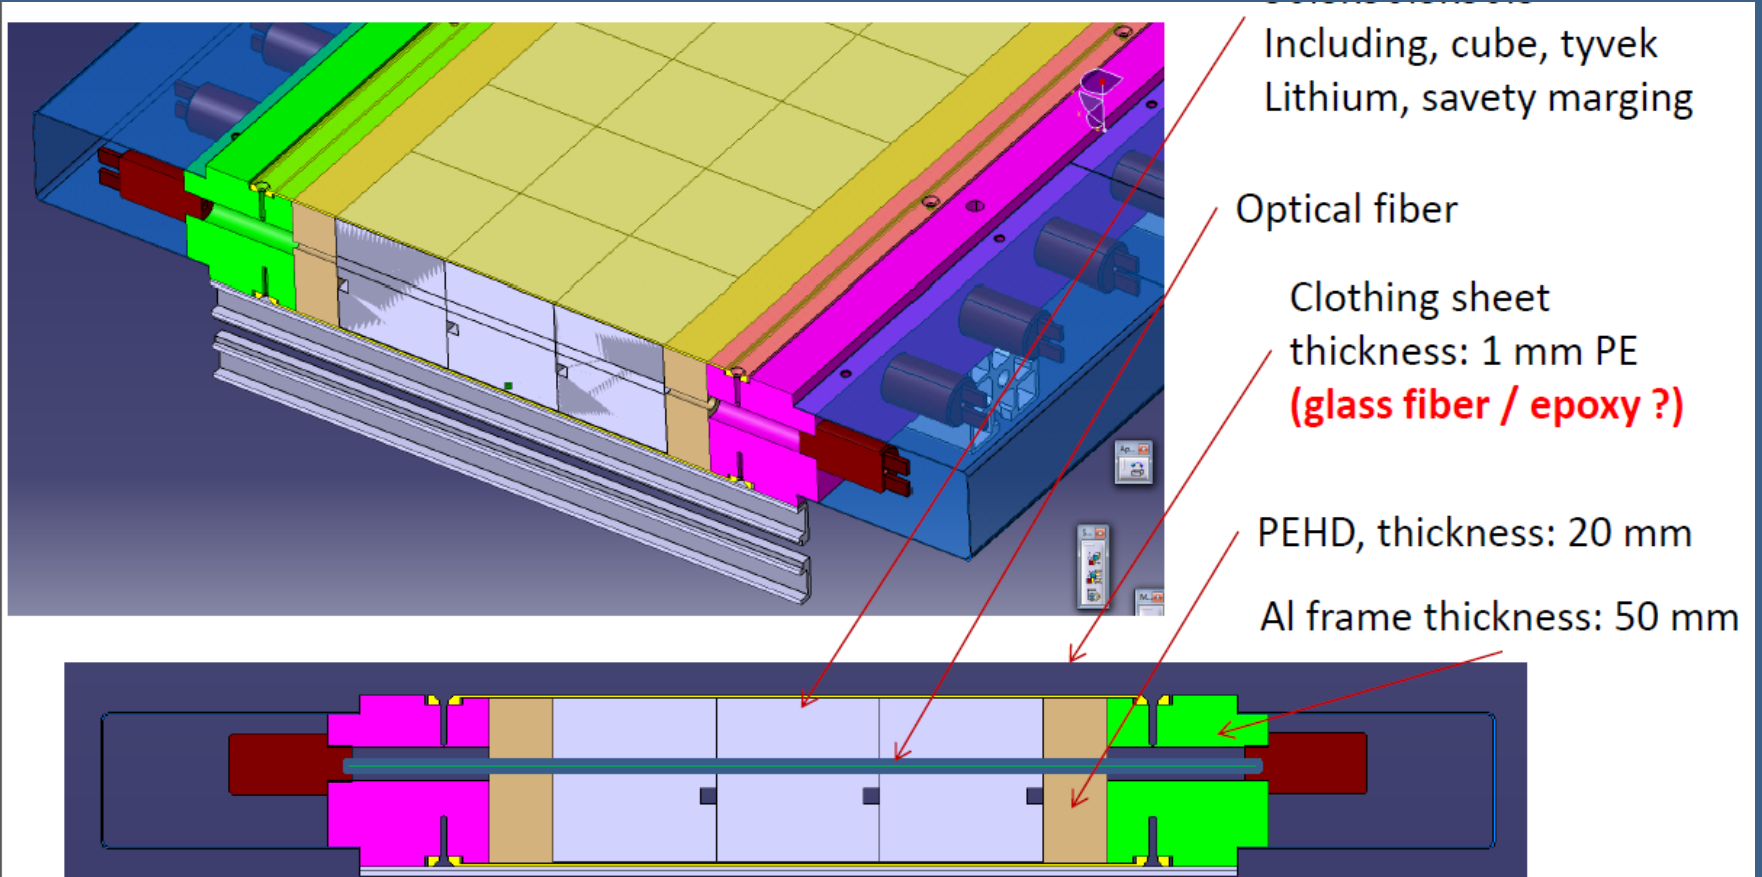 Including, cube, tyvek
Lithium, savety marging
Optical fiber
Clothing sheet
thickness: 1 mm PE
(glass fiber / epoxy ?)
PEHD, thickness: 20 mm
Al frame thickness: 50 mm